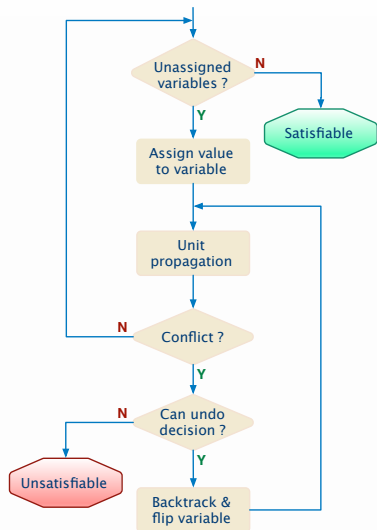 Unassigned
variables ?
N
Y
Satisfiable
Assign value
to variable
Unit
propagation
N
Conflict ?
Y
N
Can undo
decision ?
Y
Unsatisfiable
Backtrack &
flip variable